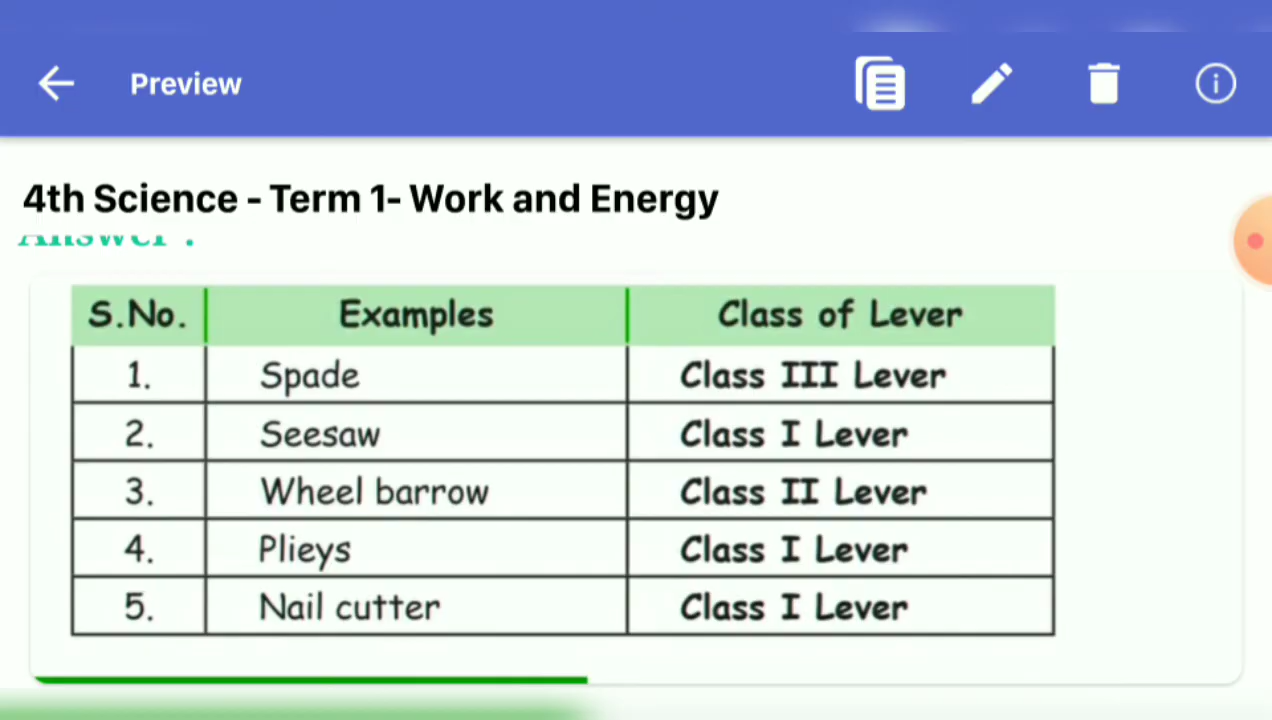 Preview
4th Science - Term 1- Work and Energy
Answer :
S.No. Examples Class of Lever
1. Spade Class III Lever
2. Seesaw Class I Lever
3. Wheel barrow Class II Lever
4. Plieys Class I Lever
5. Nail cutter Class I Lever